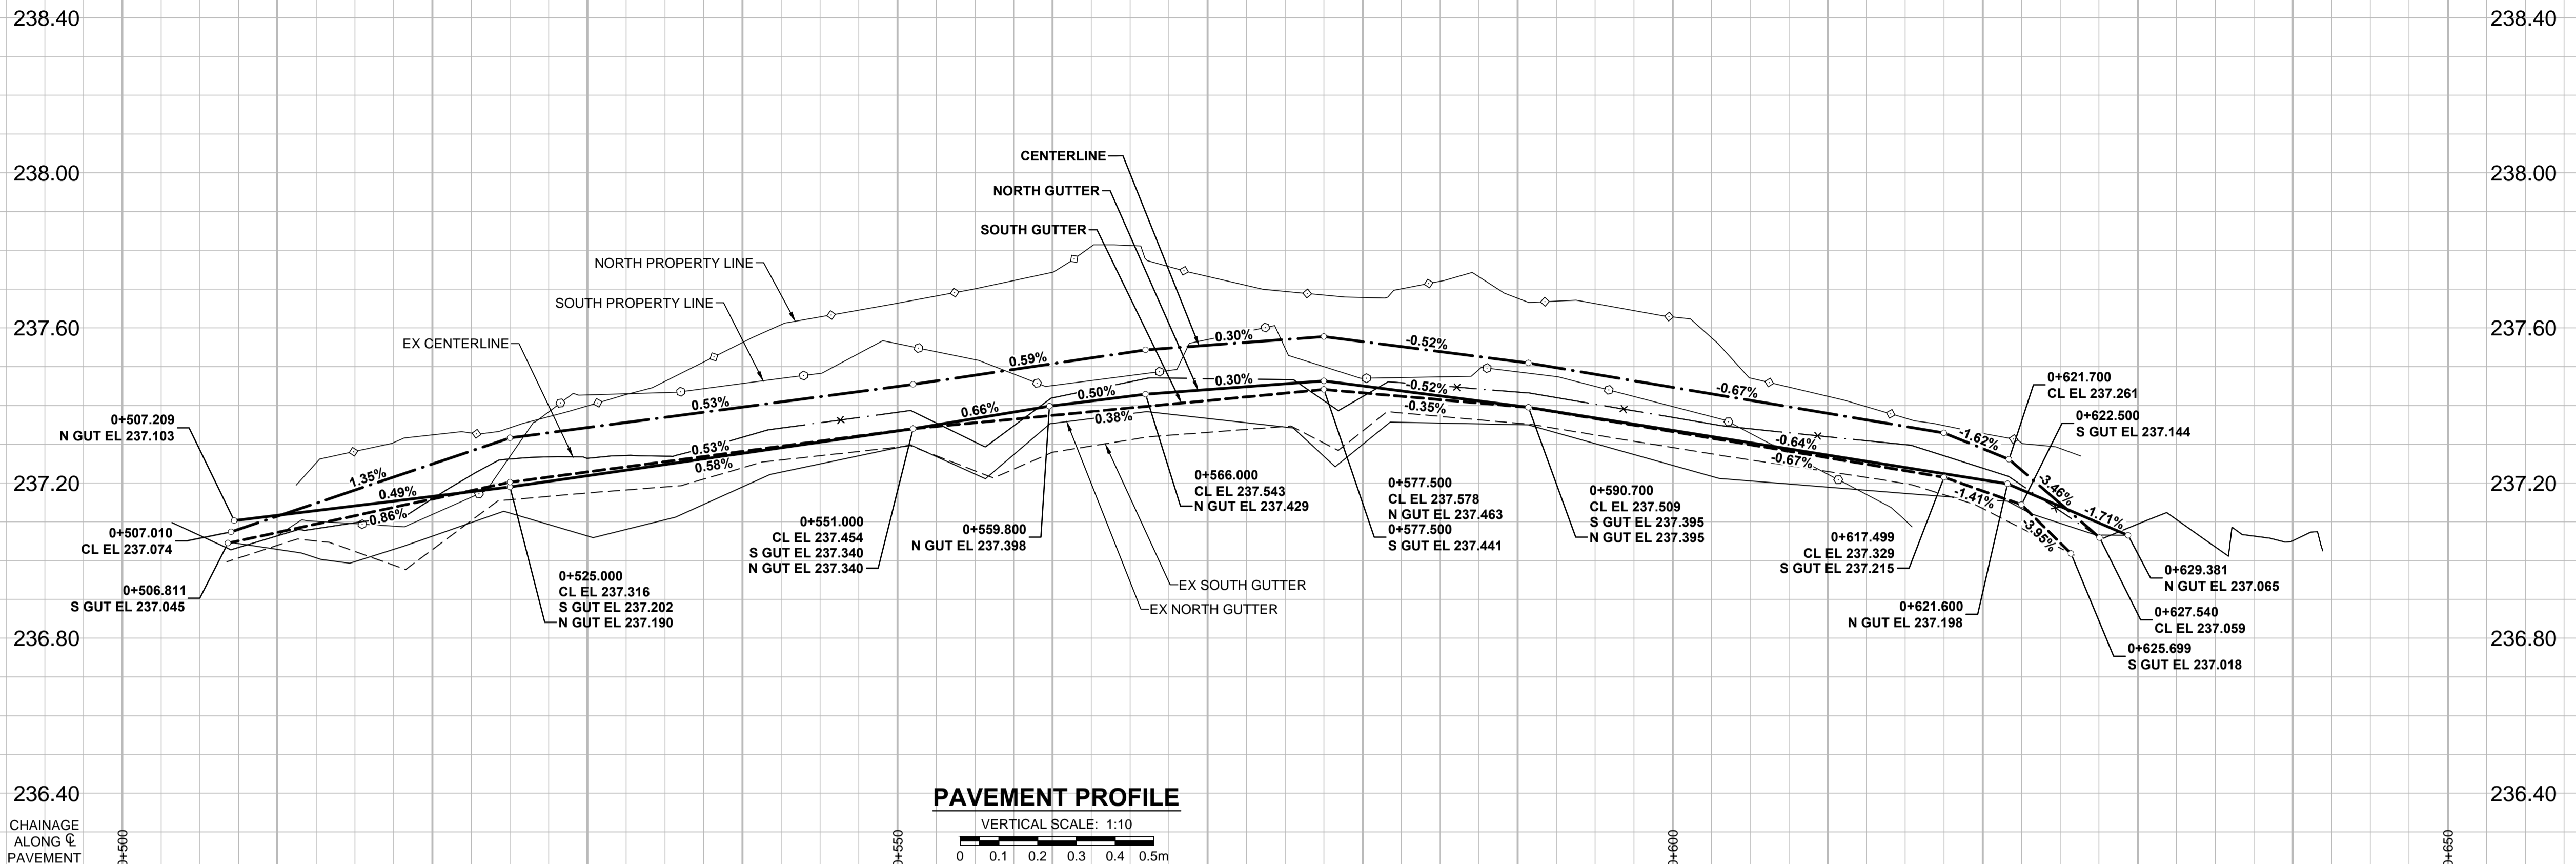 238.40
238.40
238.00
238.00
237.60
237.60
237.20
237.20
236.80
236.80
236.40
236.40
CENTERLINE
NORTH GUTTER
SOUTH GUTTER
NORTH PROPERTY LINE
SOUTH PROPERTY LINE
EX CENTERLINE
0+507.209
N GUT EL 237.103
0+507.010
CL EL 237.074
0+506.811
S GUT EL 237.045
1.35%
0.49%
0.86%
0+525.000
CL EL 237.316
S GUT EL 237.202
N GUT EL 237.190
0.53%
0.53%
0.58%
0+551.000
CL EL 237.454
S GUT EL 237.340
N GUT EL 237.340
0.59%
0.66%
0.50%
0.38%
0+559.800
N GUT EL 237.398
0.30%
0.30%
0+566.000
CL EL 237.543
N GUT EL 237.429
EX SOUTH GUTTER
EX NORTH GUTTER
0+577.500
CL EL 237.578
N GUT EL 237.463
0+577.500
S GUT EL 237.441
-0.52%
-0.52%
-0.35%
0+590.700
CL EL 237.509
S GUT EL 237.395
N GUT EL 237.395
-0.67%
-0.64%
-0.67%
0+617.499
CL EL 237.329
S GUT EL 237.215
0+621.600
N GUT EL 237.198
0+621.700
CL EL 237.261
0+622.500
S GUT EL 237.144
-1.62%
-3.46%
-1.71%
-1.41%
-3.95%
0+629.381
N GUT EL 237.065
0+627.540
CL EL 237.059
0+625.699
S GUT EL 237.018
PAVEMENT PROFILE
VERTICAL SCALE: 1:10
0 0.1 0.2 0.3 0.4 0.5m
CHAINAGE
ALONG ℄
PAVEMENT
0+500
0+550
0+600
0+650